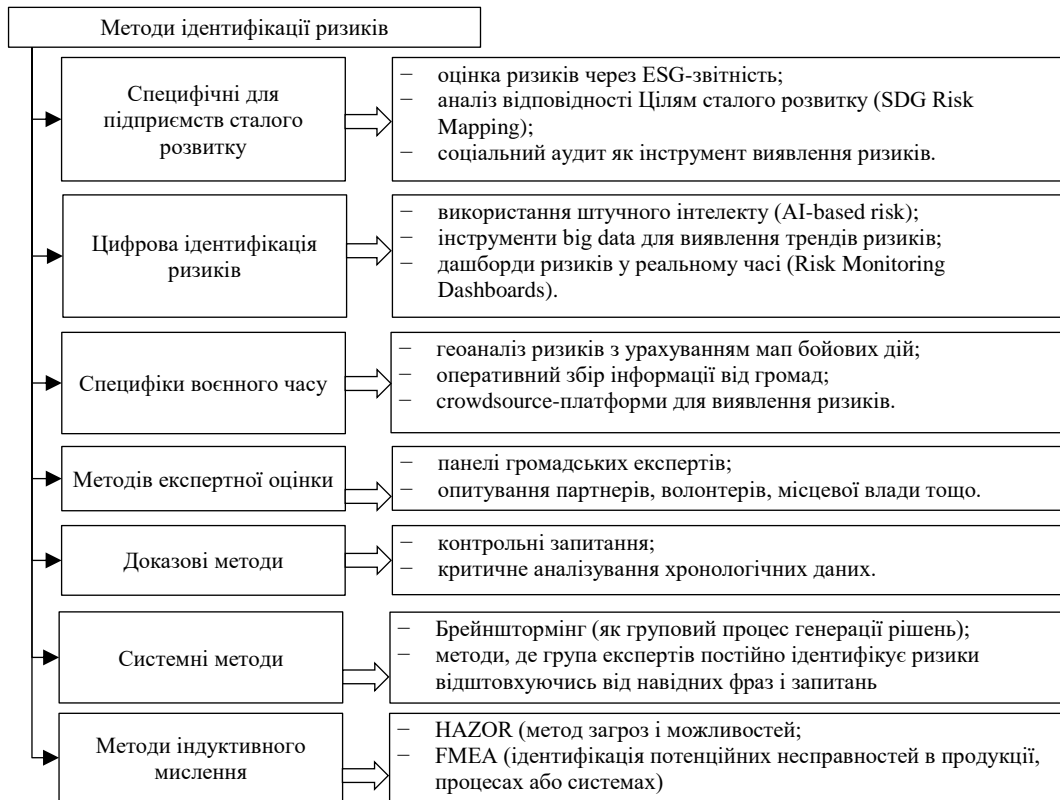 Методи ідентифікації ризиків
Специфічні для
підприємств сталого
розвитку
− оцінка ризиків через ESG-звітність;
− аналіз відповідності Цілям сталого розвитку (SDG Risk
Mapping);
− соціальний аудит як інструмент виявлення ризиків.
Цифрова ідентифікація
ризиків
− використання штучного інтелекту (AI-based risk);
− інструменти big data для виявлення трендів ризиків;
− дашборди ризиків у реальному часі (Risk Monitoring
Dashboards).
Специфіки воєнного часу
− геоаналіз ризиків з урахуванням мап бойових дій;
− оперативний збір інформації від громад;
− crowdsource-платформи для виявлення ризиків.
Методів експертної оцінки
− панелі громадських експертів;
− опитування партнерів, волонтерів, місцевої влади тощо.
Доказові методи
− контрольні запитання;
− критичне аналізування хронологічних даних.
Системні методи
− Брейнштормінг (як груповий процес генерації рішень);
− методи, де група експертів постійно ідентифікує ризики
відштовхуючись від навідних фраз і запитань
Методи індуктивного
мислення
− HAZOR (метод загроз і можливостей;
− FMEA (ідентифікація потенційних несправностей в продукції,
процесах або системах)